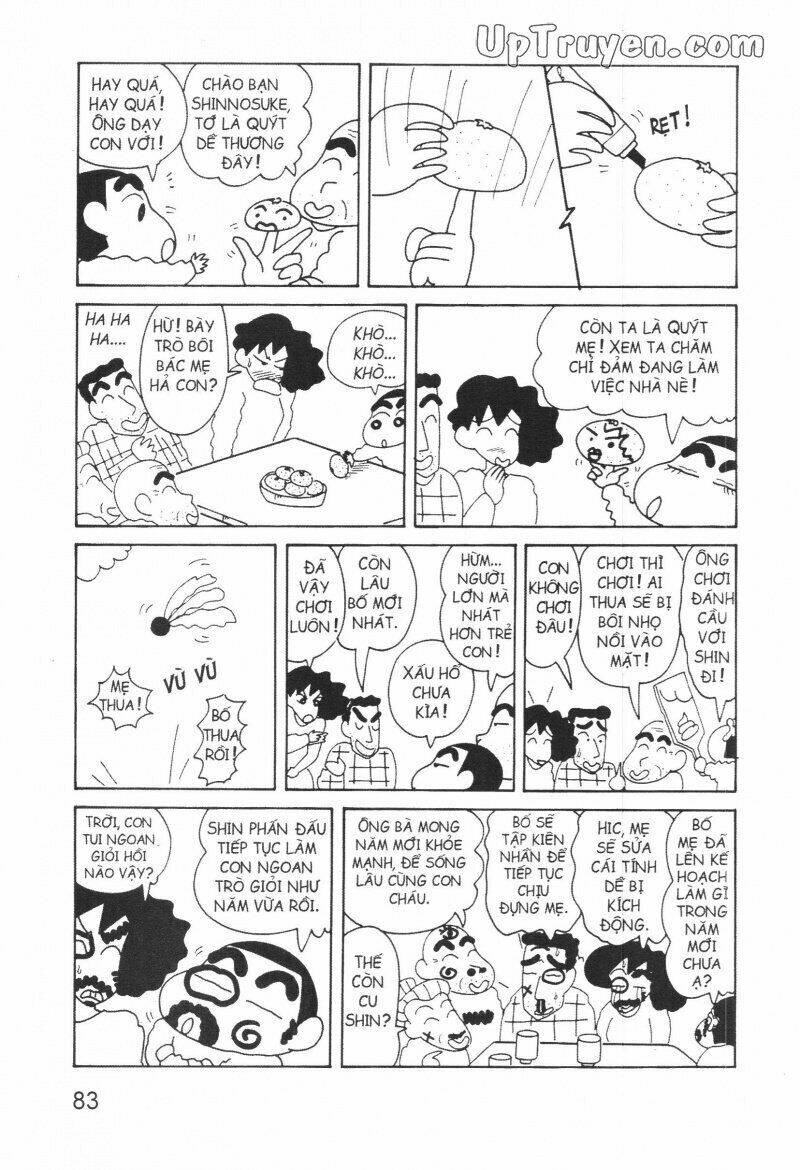 UpTruyen.com
RẸT!
CHÀO BẠN
SHINNOSUKE,
TỚ LÀ QUÝT
DỄ THƯƠNG
ĐÂY!
HAY QUÁ,
HAY QUÁ!
ÔNG DẠY
CON VỚI!
CÒN TA LÀ QUÝT
MẸ! XEM TA CHĂM
CHỈ ĐẢM ĐANG LÀM
VIỆC NHÀ NÈ!
KHÒ...
KHÒ...
KHÒ...
HỪ! BÀY
TRÒ BÔI
BÁC MẸ
HẢ CON?
HA HA
HA....
ÔNG
CHƠI
ĐÁNH
CẦU
VỚI
SHIN
ĐI!
CHƠI THÌ
CHƠI! AI
THUA SẼ BỊ
BÔI NHỌ
NỒI VÀO
MẶT!
CON
KHÔNG
CHƠI
ĐÂU!
HỪM...
NGƯỜI
LỚN MÀ
NHÁT
HƠN TRẺ
CON!
XẤU HỔ
CHƯA
KÌA!
CÒN
LÂU
BỐ MỚI
NHÁT.
ĐÃ
VẬY
CHƠI
LUÔN!
VÙ VÙ
MẸ
THUA!
BỐ
THUA
RỒI!
BỐ
MẸ ĐÃ
LÊN KẾ
HOẠCH
LÀM GÌ
TRONG
NĂM
MỚI
CHƯA
Ạ?
HIC, MẸ
SẼ SỬA
CÁI TÍNH
DỄ BỊ
KÍCH
ĐỘNG.
BỐ SẼ
TẬP KIÊN
NHẪN ĐỂ
TIẾP TỤC
CHỊU
ĐỰNG MẸ.
ÔNG BÀ MONG
NĂM MỚI KHỎE
MẠNH, ĐỂ SỐNG
LÂU CÙNG CON
CHÁU.
THẾ
CÒN
CU
SHIN?
SHIN PHẤN ĐẤU
TIẾP TỤC LÀM
CON NGOAN
TRÒ GIỎI NHƯ
NĂM VỪA RỒI.
TRỜI, CON
TUI NGOAN
GIỎI HỒI
NÀO VẬY?
83